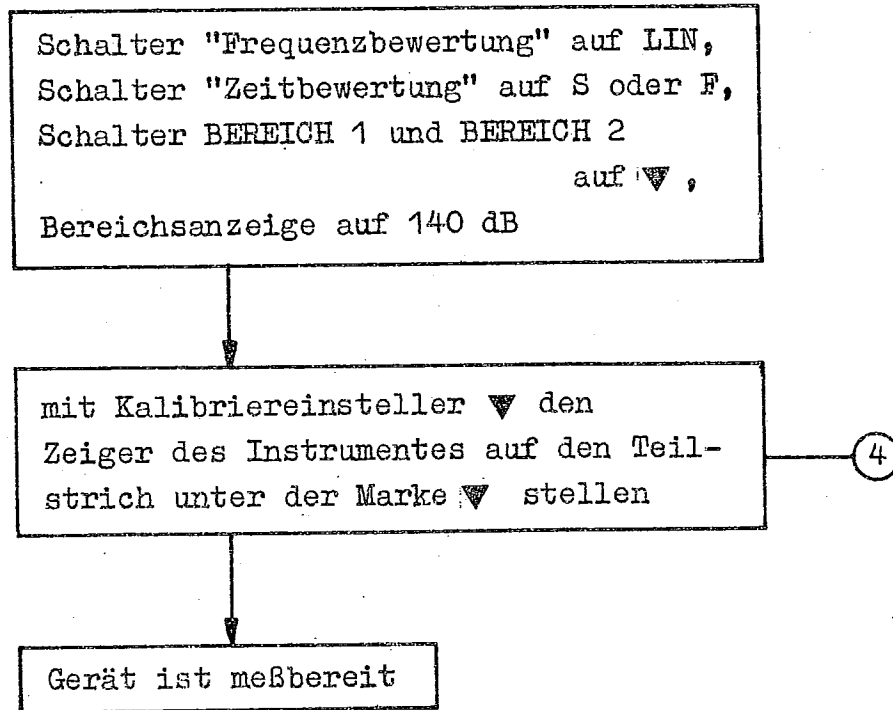 Schalter "Frequenzbewertung" auf LIN,
Schalter "Zeitbewertung" auf S oder F,
Schalter BEREICH 1 und BEREICH 2
auf ▼ ,
Bereichsanzeige auf 140 dB
mit Kalibriereinsteller ▼ den
Zeiger des Instrumentes auf den Teil-
strich unter der Marke ▼ stellen
4
Gerät ist meßbereit